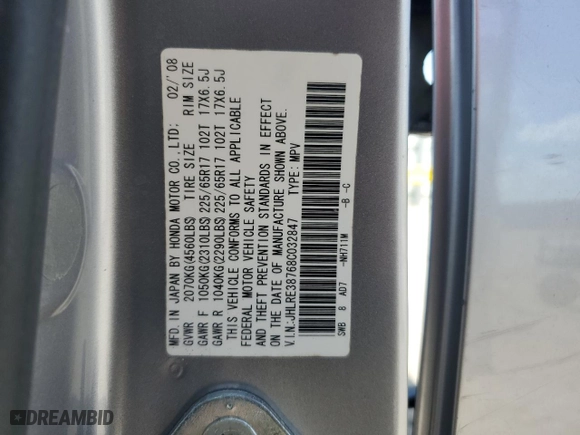 MFD. IN JAPAN BY HONDA MOTOR CO., LTD: 02/'08
GVWR 2070KG(4560LBS) TIRE SIZE RIM SIZE
GAWR F 1050KG(2310LBS) 225/65R17 102T 17X6.5J
GAWR R 1040KG(2290LBS) 225/65R17 102T 17X6.5J
THIS VEHICLE CONFORMS TO ALL APPLICABLE
FEDERAL MOTOR VEHICLE SAFETY
AND THEFT PREVENTION STANDARDS IN EFFECT
ON THE DATE OF MANUFACTURE SHOWN ABOVE.
V.I.N:JHLRE38768C032847 TYPE: MPV
SWB 8 AD7 -NH711M -B -C
DREAMBID